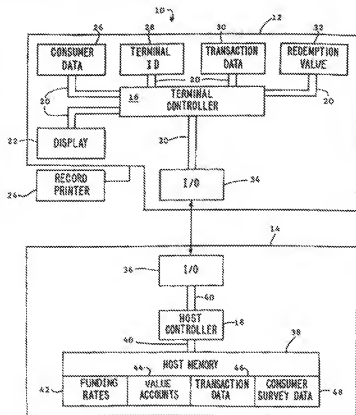 10
26
28
30
12
32
CONSUMER DATA
TERMINAL ID
TRANSACTION DATA
REDEMPTION VALUE
20
20
20
16
TERMINAL CONTROLLER
22
DISPLAY
20
24
RECORD PRINTER
I/O
34
14
36
I/O
40
HOST CONTROLLER
18
40
38
HOST MEMORY
44
46
42
FUNDING RATES
VALUE ACCOUNTS
TRANSACTION DATA
CONSUMER SURVEY DATA
48